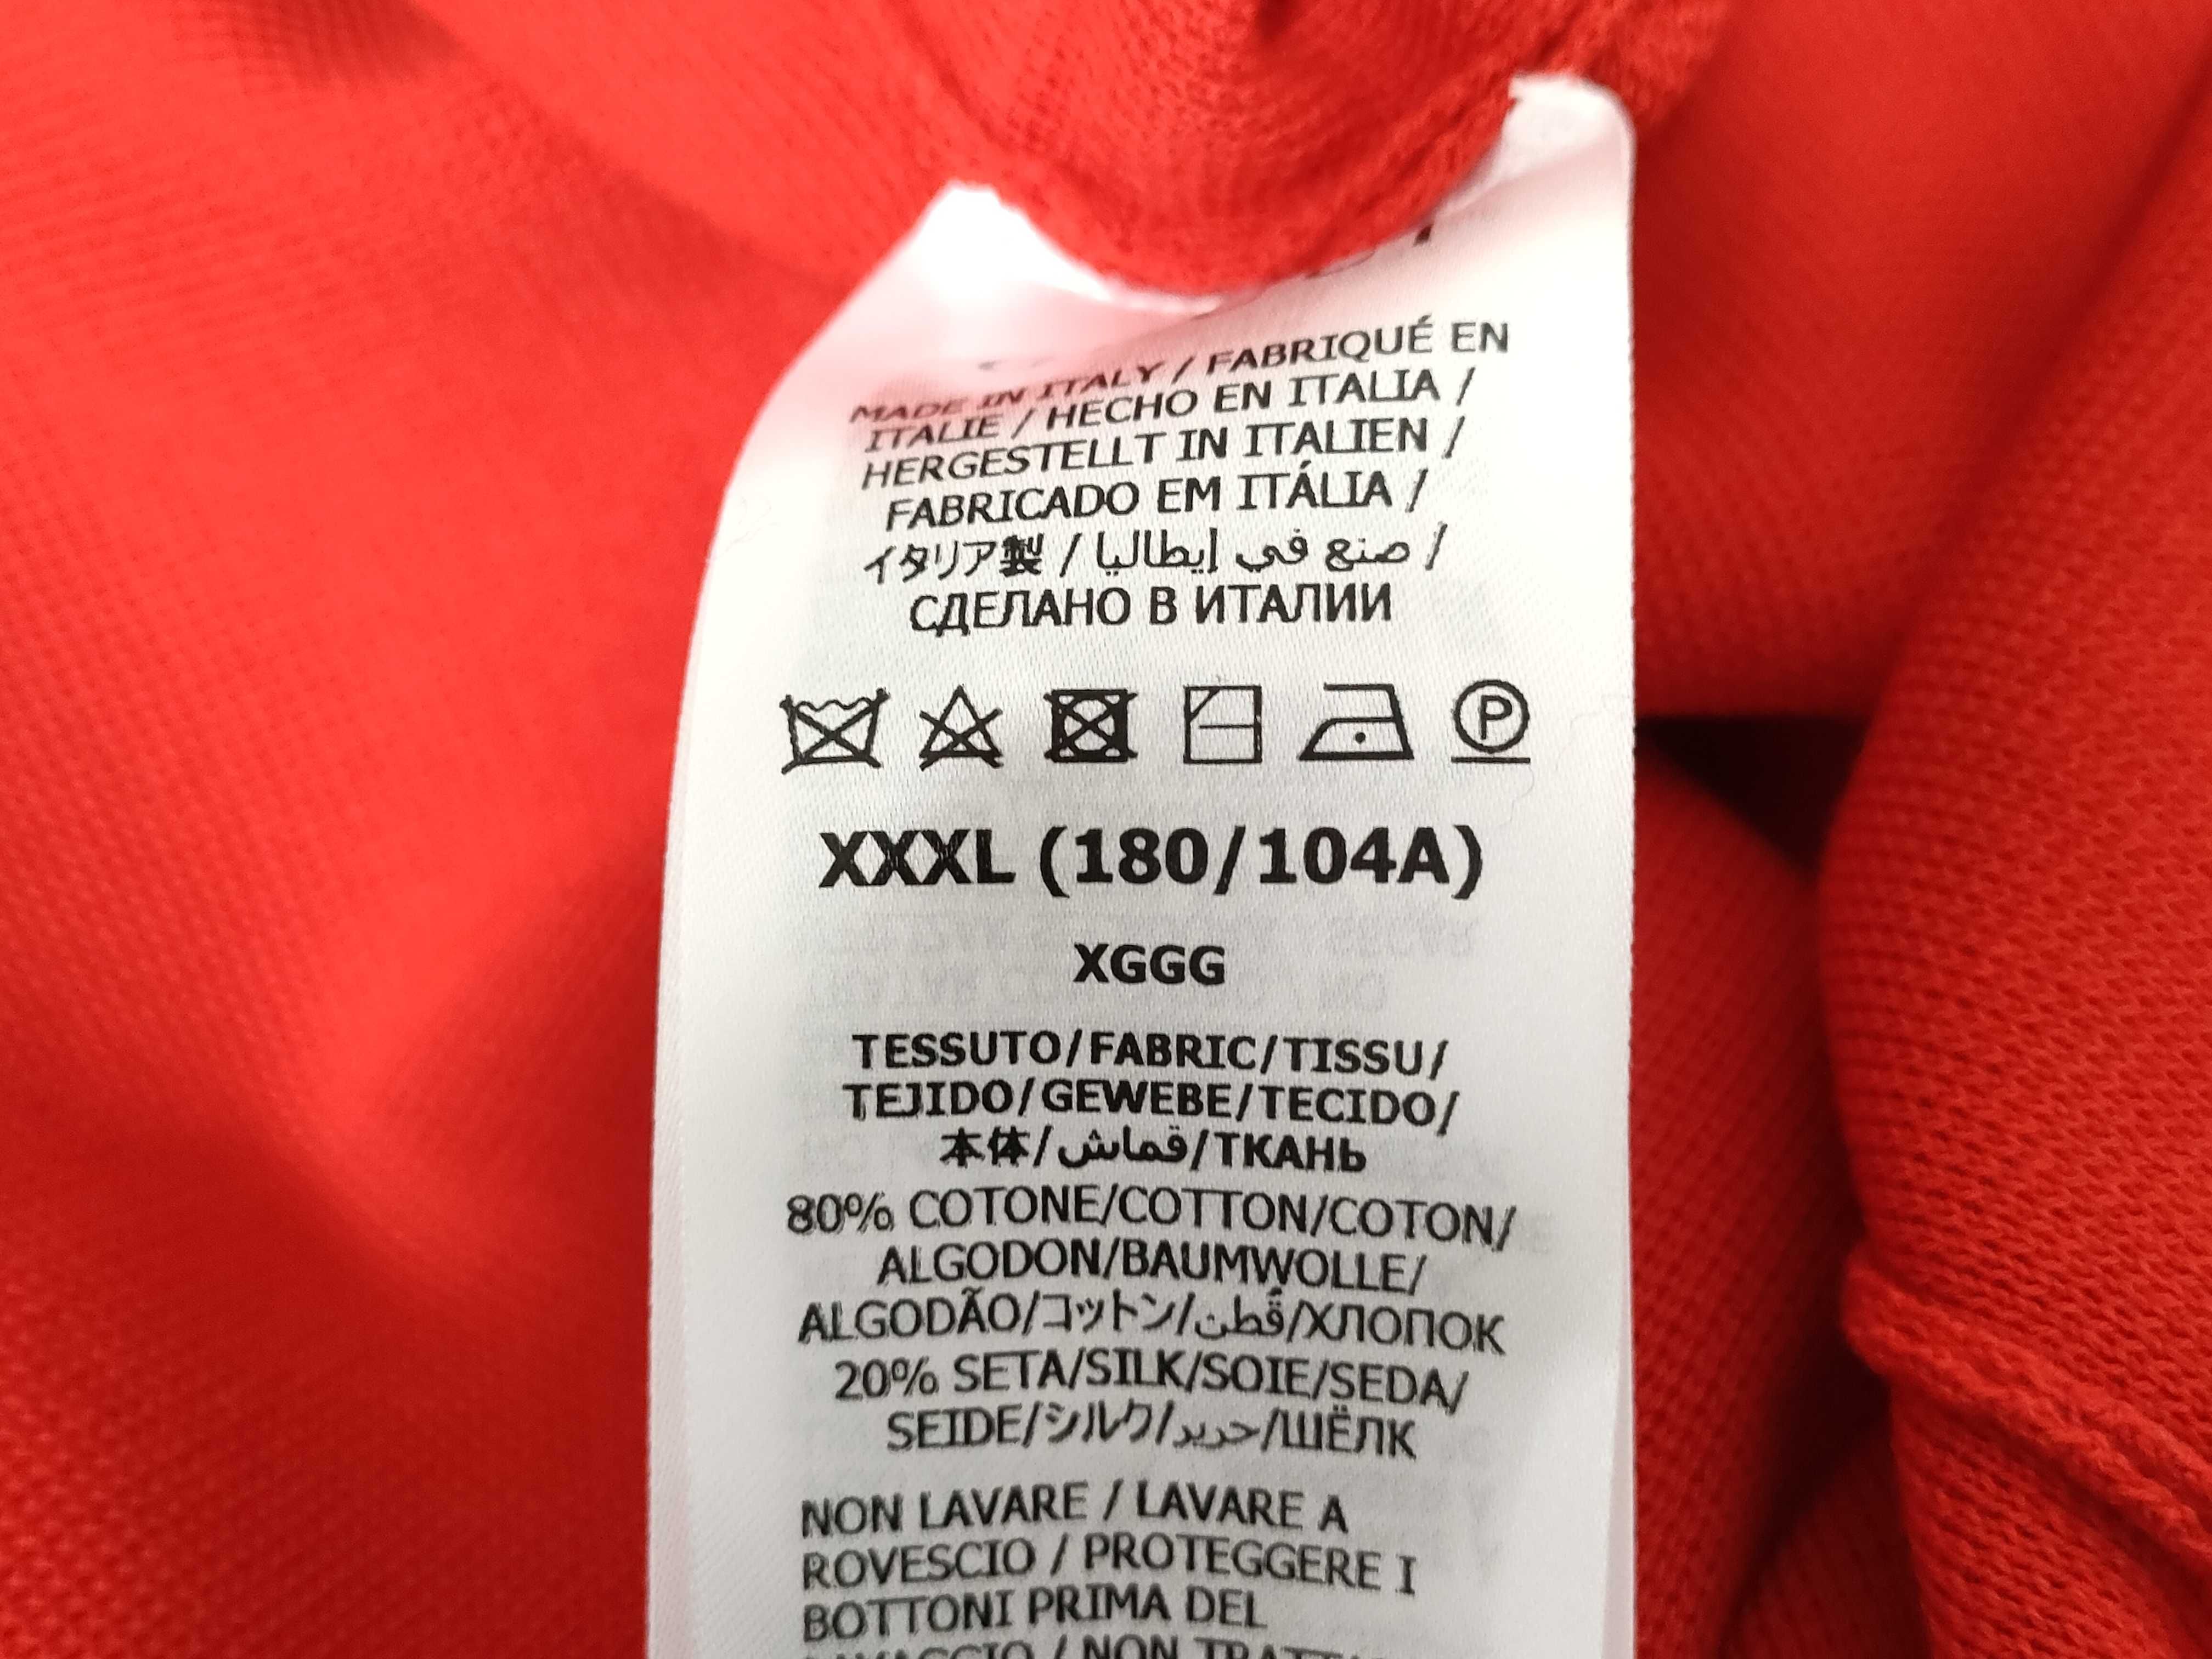 MADE IN ITALY / FABRIQUÉ EN
ITALIE / HECHO EN ITALIA /
HERGESTELLT IN ITALIEN /
FABRICADO EM ITÁLIA /
イタリア製 / صنع في إيطاليا /
СДЕЛАНО В ИТАЛИИ
P
XXXL (180/104A)
XGGG
TESSUTO/FABRIC/TISSU/
TEJIDO/GEWEBE/TECIDO/
本体/قماش/ТКАНЬ
80% COTONE/COTTON/COTON/
ALGODON/BAUMWOLLE/
ALGODÃO/コットン/قُطن/ХЛОПОК
20% SETA/SILK/SOIE/SEDA/
SEIDE/シルク/حرير/ШЁЛК
NON LAVARE / LAVARE A
ROVESCIO / PROTEGGERE I
BOTTONI PRIMA DEL